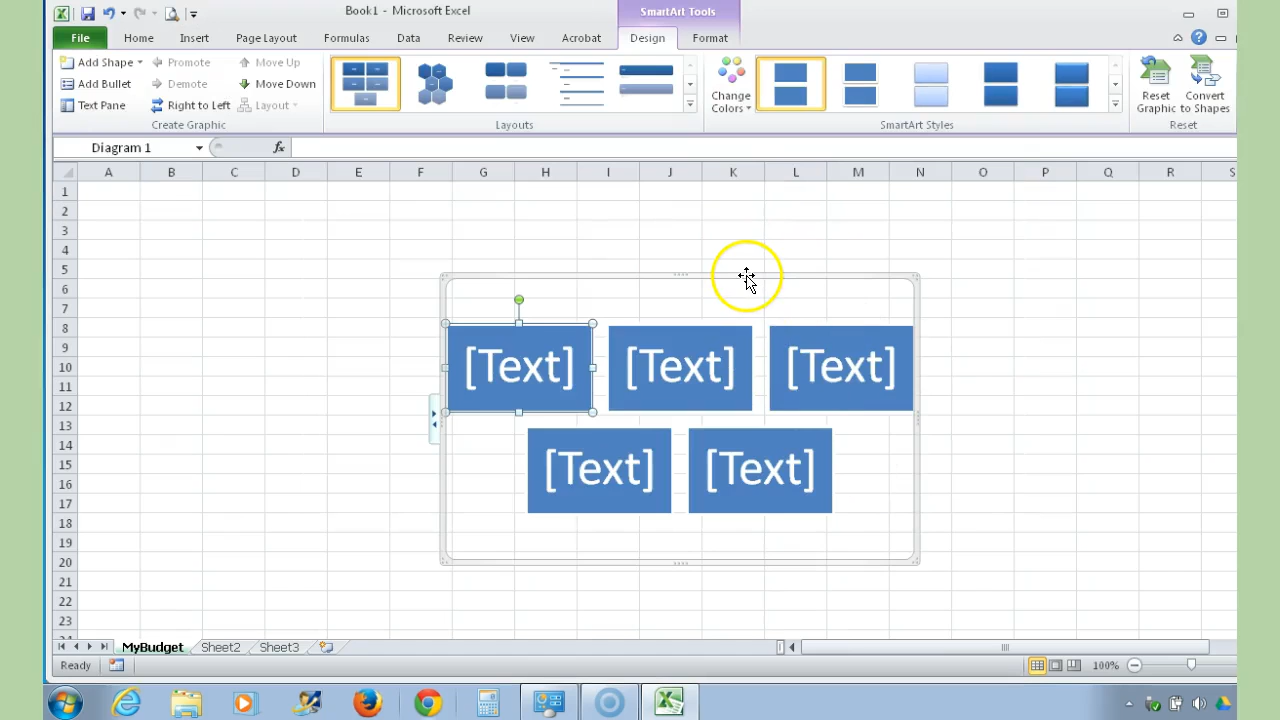 Book1 - Microsoft Excel
SmartArt Tools
File Home Insert Page Layout Formulas Data Review View Acrobat Design Format
Add Shape Promote Move Up
Add Bullet Demote Move Down
Text Pane Right to Left Layout
Create Graphic
Layouts
Change Colors
SmartArt Styles
Reset Graphic
Convert to Shapes
Reset
Diagram 1 fx
A B C D E F G H I J K L M N O P Q R S
1
2
3
4
5
6
7
8
9
10
11
12
13
14
15
16
17
18
19
20
21
22
23
[Text] [Text] [Text]
[Text] [Text]
MyBudget Sheet2 Sheet3
Ready 100%